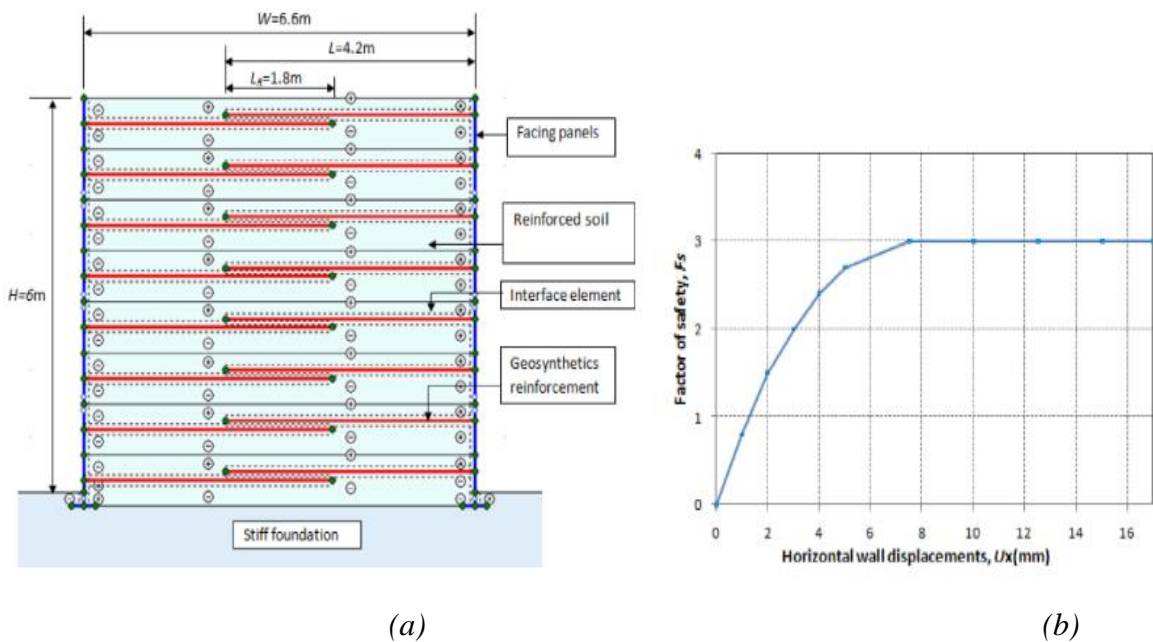 W=6.6m
L=4.2m
L_R=1.8m
H=6m
Facing panels
Reinforced soil
Interface element
Geosynthetics
reinforcement
Stiff foundation
(a)
Factor of safety, Fs
4
3
2
1
0
0 2 4 6 8 10 12 14 16
Horizontal wall displacements, Ux(mm)
(b)